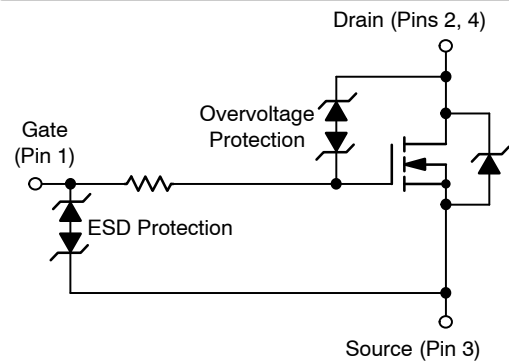 Drain (Pins 2, 4)
Overvoltage
Protection
Gate
(Pin 1)
ESD Protection
Source (Pin 3)